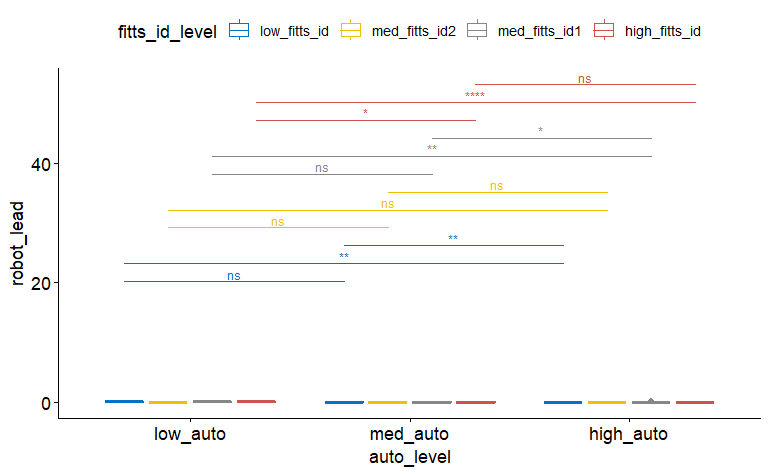 fitts_id_level low_fitts_id med_fitts_id2 med_fitts_id1 high_fitts_id
ns
****
*
*
**
ns
ns
ns
ns
**
**
ns
robot_lead
40
20
0
low_auto med_auto high_auto
auto_level